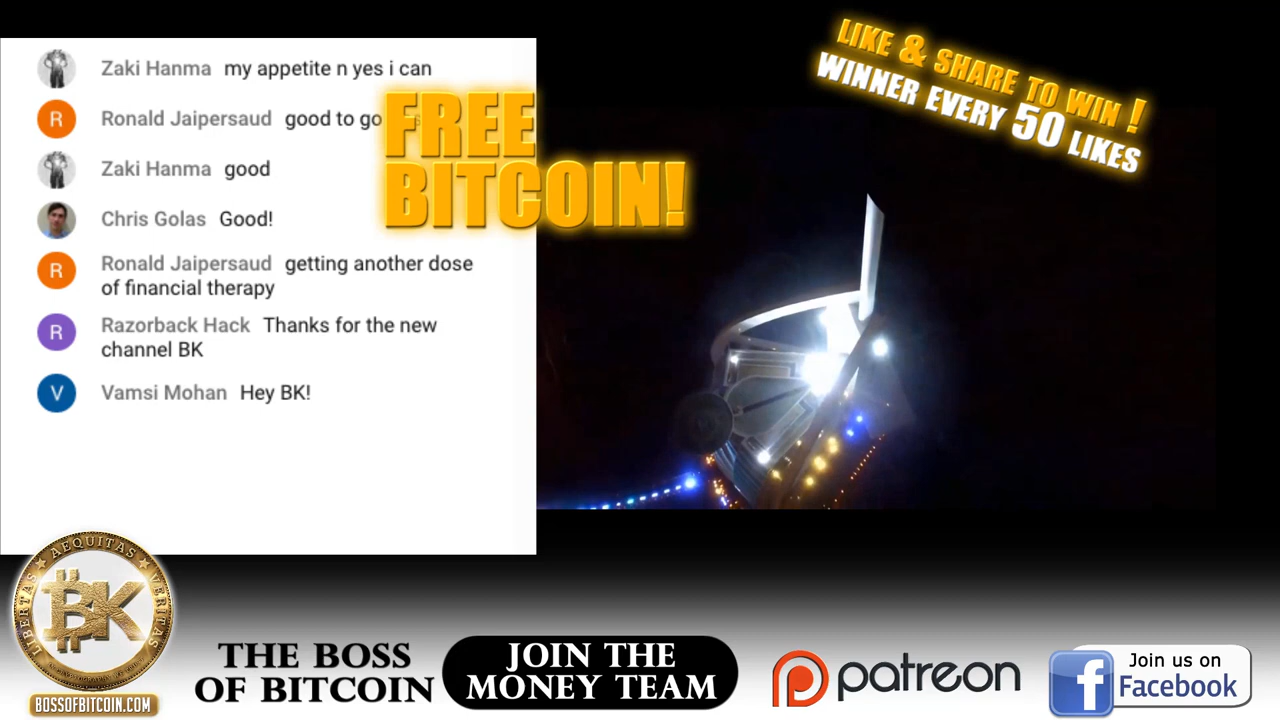 Zaki Hanma my appetite n yes i can
Ronald Jaipersaud good to go
Zaki Hanma good
Chris Golas Good!
Ronald Jaipersaud getting another dose
of financial therapy
Razorback Hack Thanks for the new
channel BK
Vamsi Mohan Hey BK!
FREE
BITCOIN!
LIKE & SHARE TO WIN !
WINNER EVERY 50 LIKES
LIBERTAS ★ AEQUITAS ★ VERITAS
BK
BOSSOFBITCOIN.COM
THE BOSS
OF BITCOIN
JOIN THE
MONEY TEAM
patreon
Join us on
Facebook